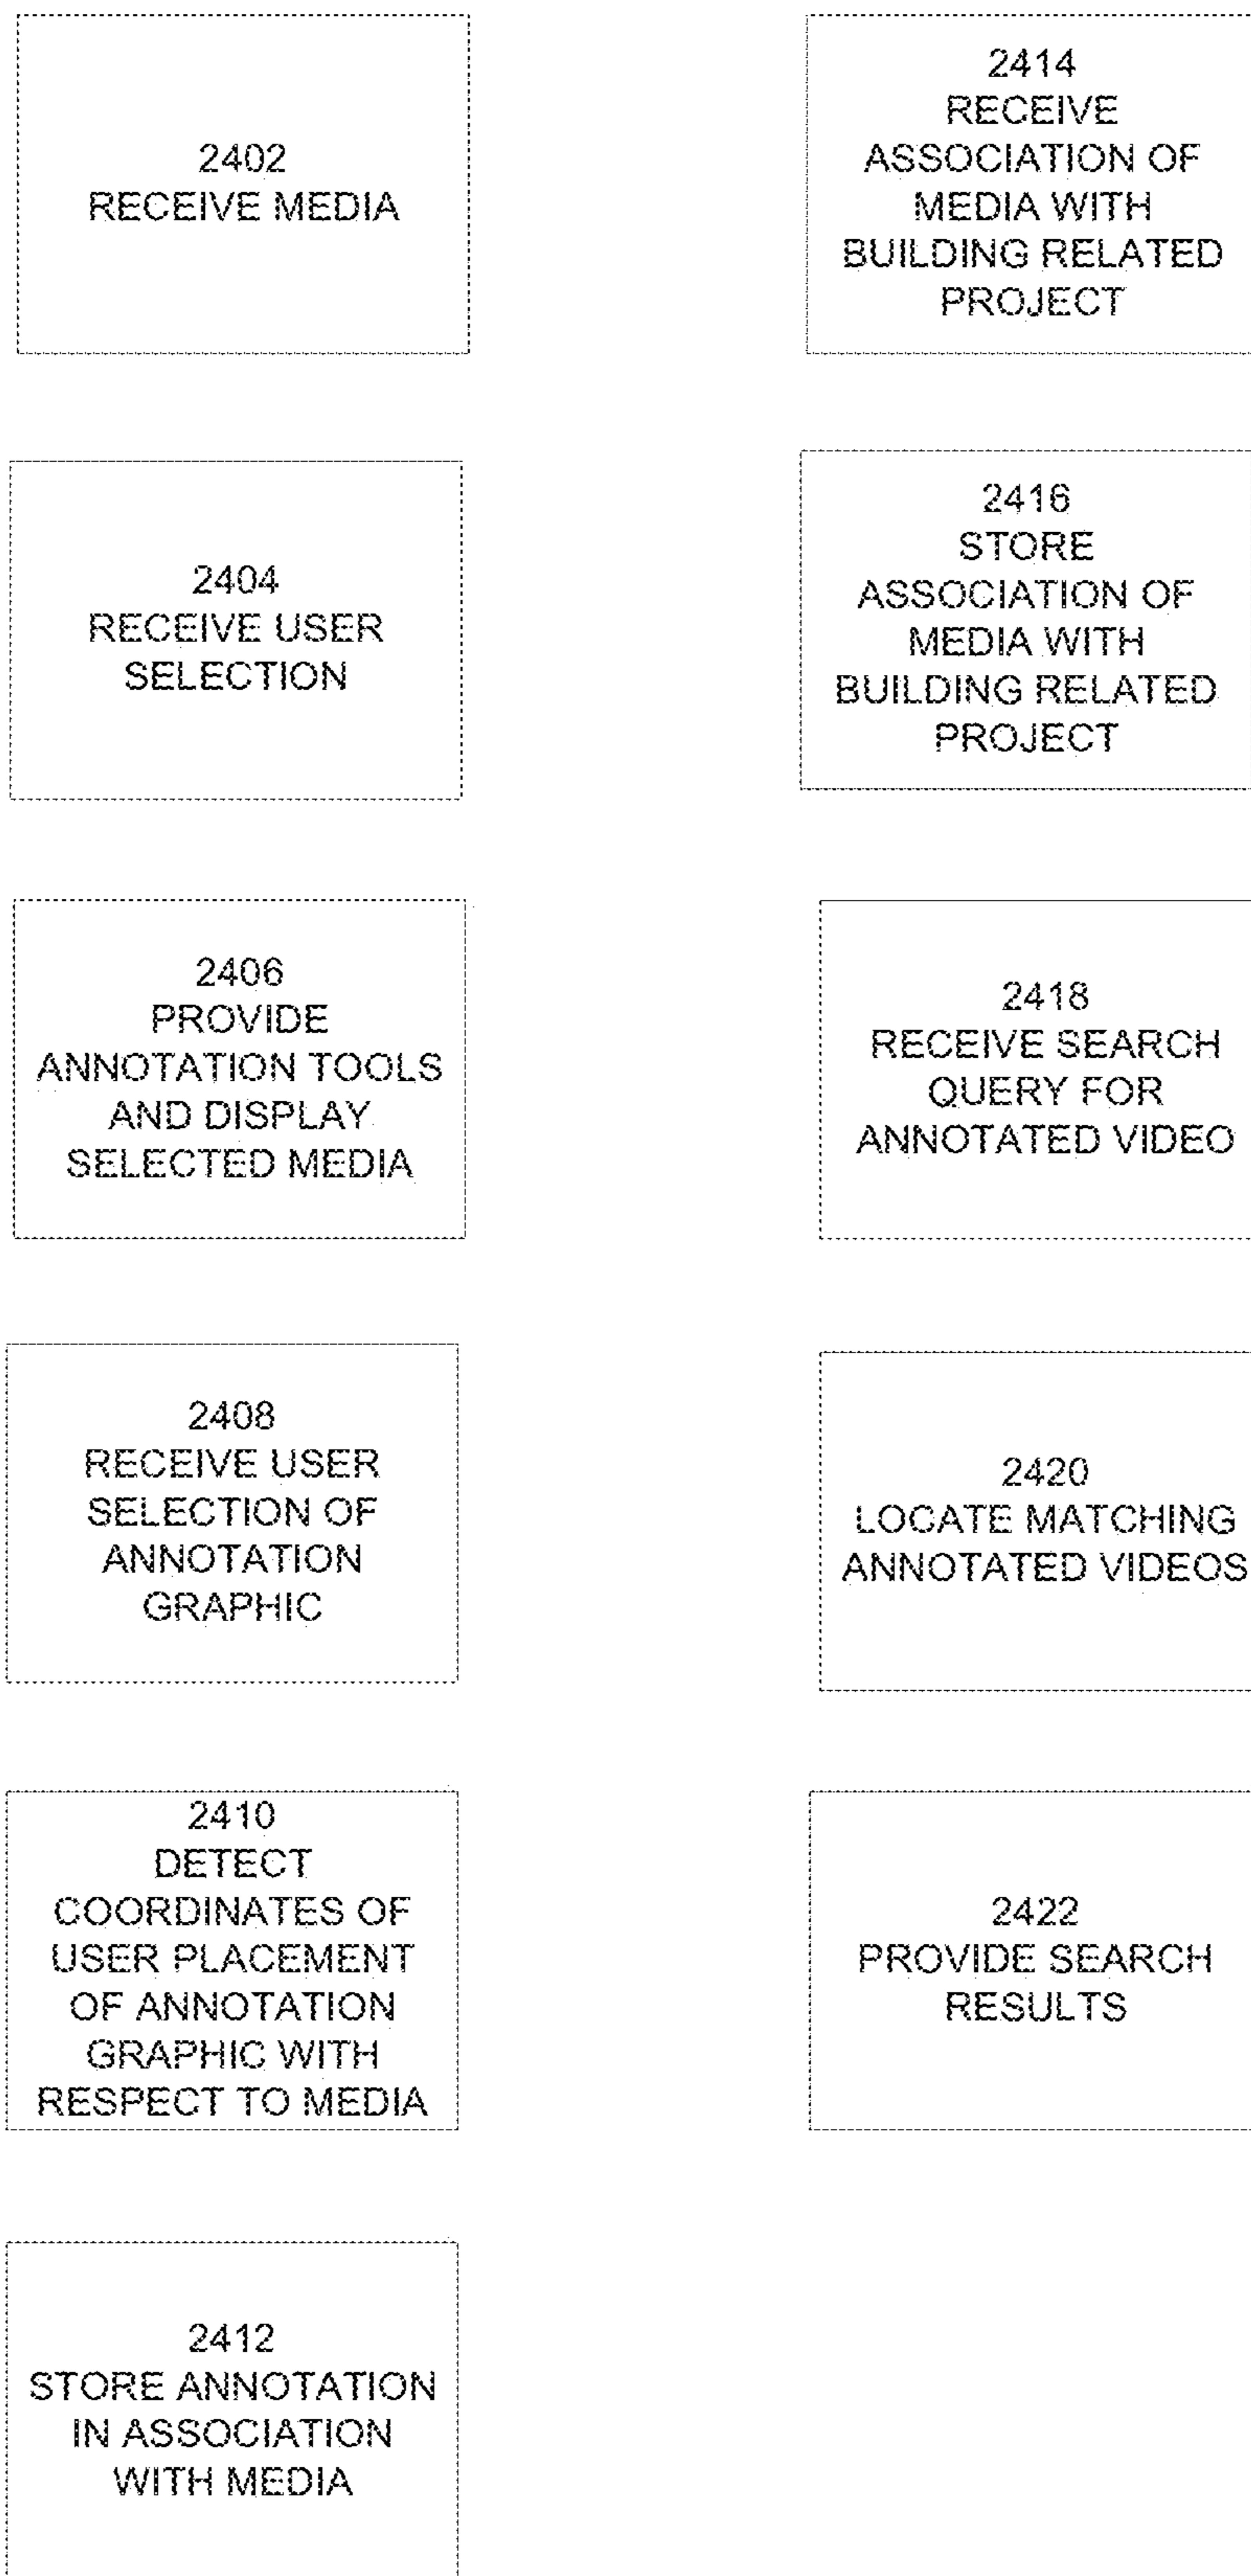 2402
RECEIVE MEDIA
2404
RECEIVE USER
SELECTION
2406
PROVIDE
ANNOTATION TOOLS
AND DISPLAY
SELECTED MEDIA
2408
RECEIVE USER
SELECTION OF
ANNOTATION
GRAPHIC
2410
DETECT
COORDINATES OF
USER PLACEMENT
OF ANNOTATION
GRAPHIC WITH
RESPECT TO MEDIA
2412
STORE ANNOTATION
IN ASSOCIATION
WITH MEDIA
2414
RECEIVE
ASSOCIATION OF
MEDIA WITH
BUILDING RELATED
PROJECT
2416
STORE
ASSOCIATION OF
MEDIA WITH
BUILDING RELATED
PROJECT
2418
RECEIVE SEARCH
QUERY FOR
ANNOTATED VIDEO
2420
LOCATE MATCHING
ANNOTATED VIDEOS
2422
PROVIDE SEARCH
RESULTS